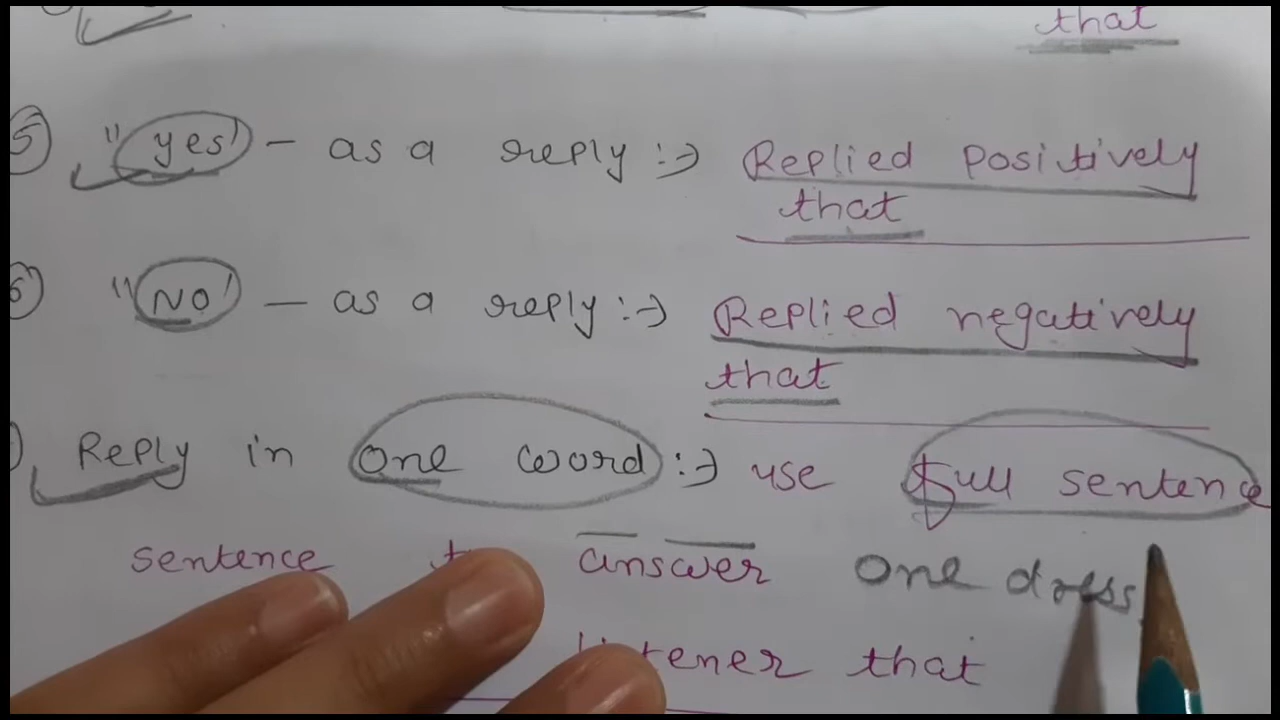 that
5 "yes" - as a reply :→ Replied positively
that
6 "No" — as a reply :→ Replied negatively
that
) Reply in one word :→ use full sentence
sentence answer one dress
that